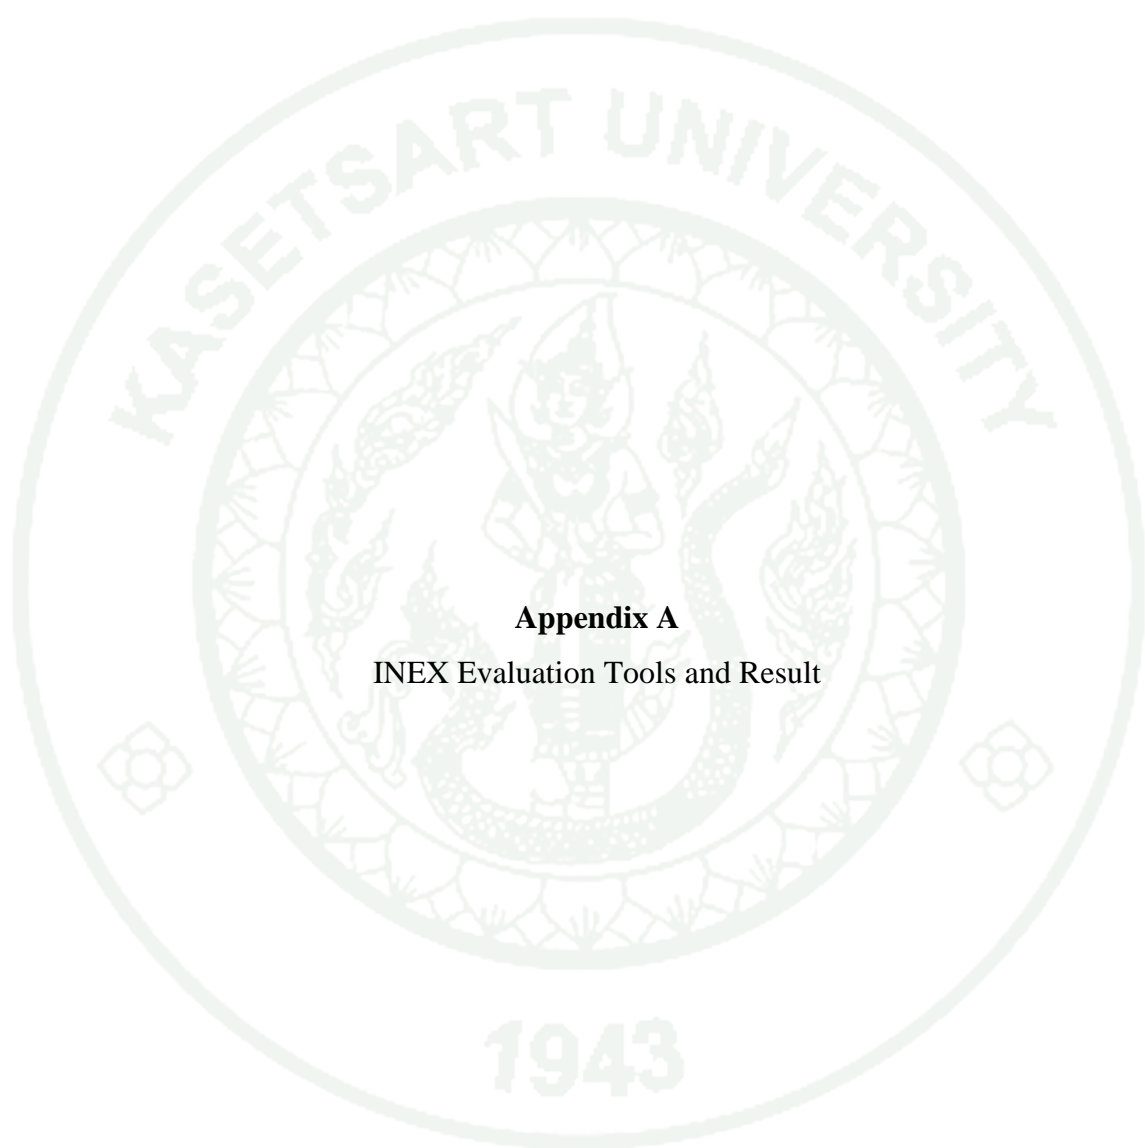 KASETSART UNIVERSITY
Appendix A
INEX Evaluation Tools and Result
1943